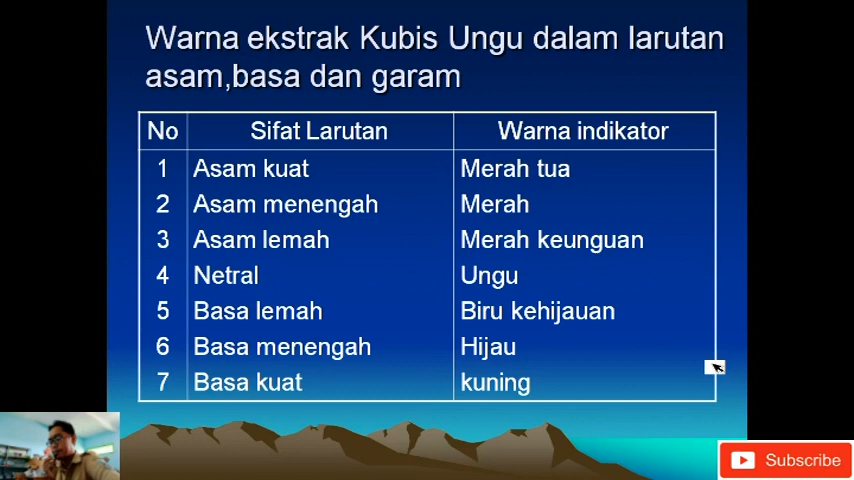 Warna ekstrak Kubis Ungu dalam larutan
asam,basa dan garam
No Sifat Larutan Warna indikator
1 Asam kuat Merah tua
2 Asam menengah Merah
3 Asam lemah Merah keunguan
4 Netral Ungu
5 Basa lemah Biru kehijauan
6 Basa menengah Hijau
7 Basa kuat kuning
Subscribe